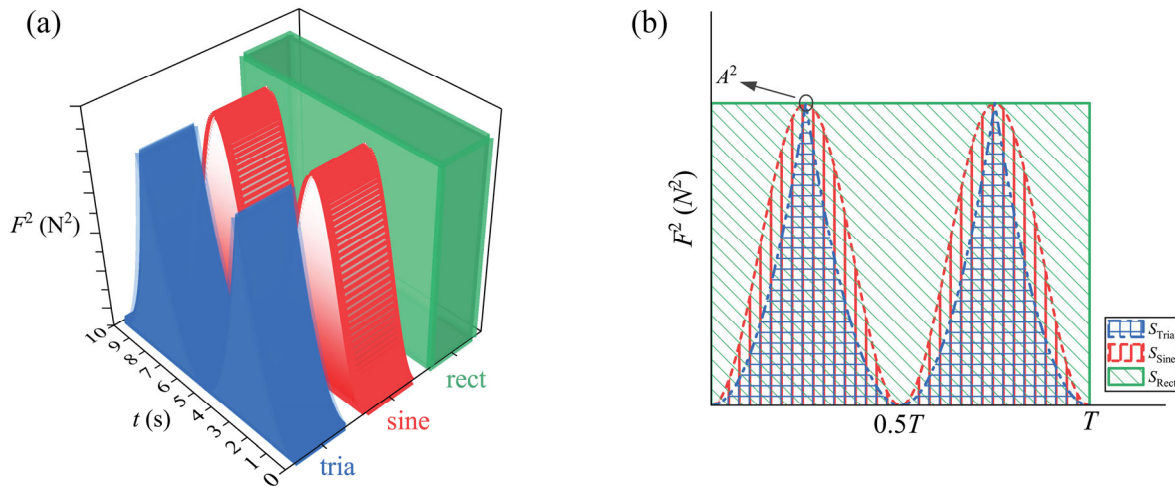 (a)
F² (N²)
10
9
8
7
6
5
4
3
2
1
0
t (s)
tria
sine
rect
(b)
A²
F² (N²)
0.5T
T
S_Tria
S_Sine
S_Rect